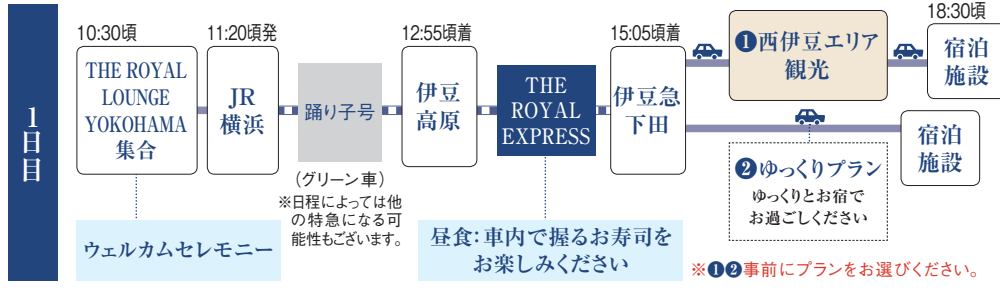 1日目
10:30頃
THE ROYAL
LOUNGE
YOKOHAMA
集合
ウェルカムセレモニー
11:20頃発
JR
横浜
踊り子号
(グリーン車)
※日程によっては他
の特急になる可
能性もございます。
12:55頃着
伊豆
高原
THE
ROYAL
EXPRESS
昼食:車内で握るお寿司を
お楽しみください
15:05頃着
伊豆急
下田
❶西伊豆エリア
観光
18:30頃
宿泊
施設
❷ゆっくりプラン
ゆっくりとお宿で
お過ごしください
宿泊
施設
※❶❷事前にプランをお選びください。